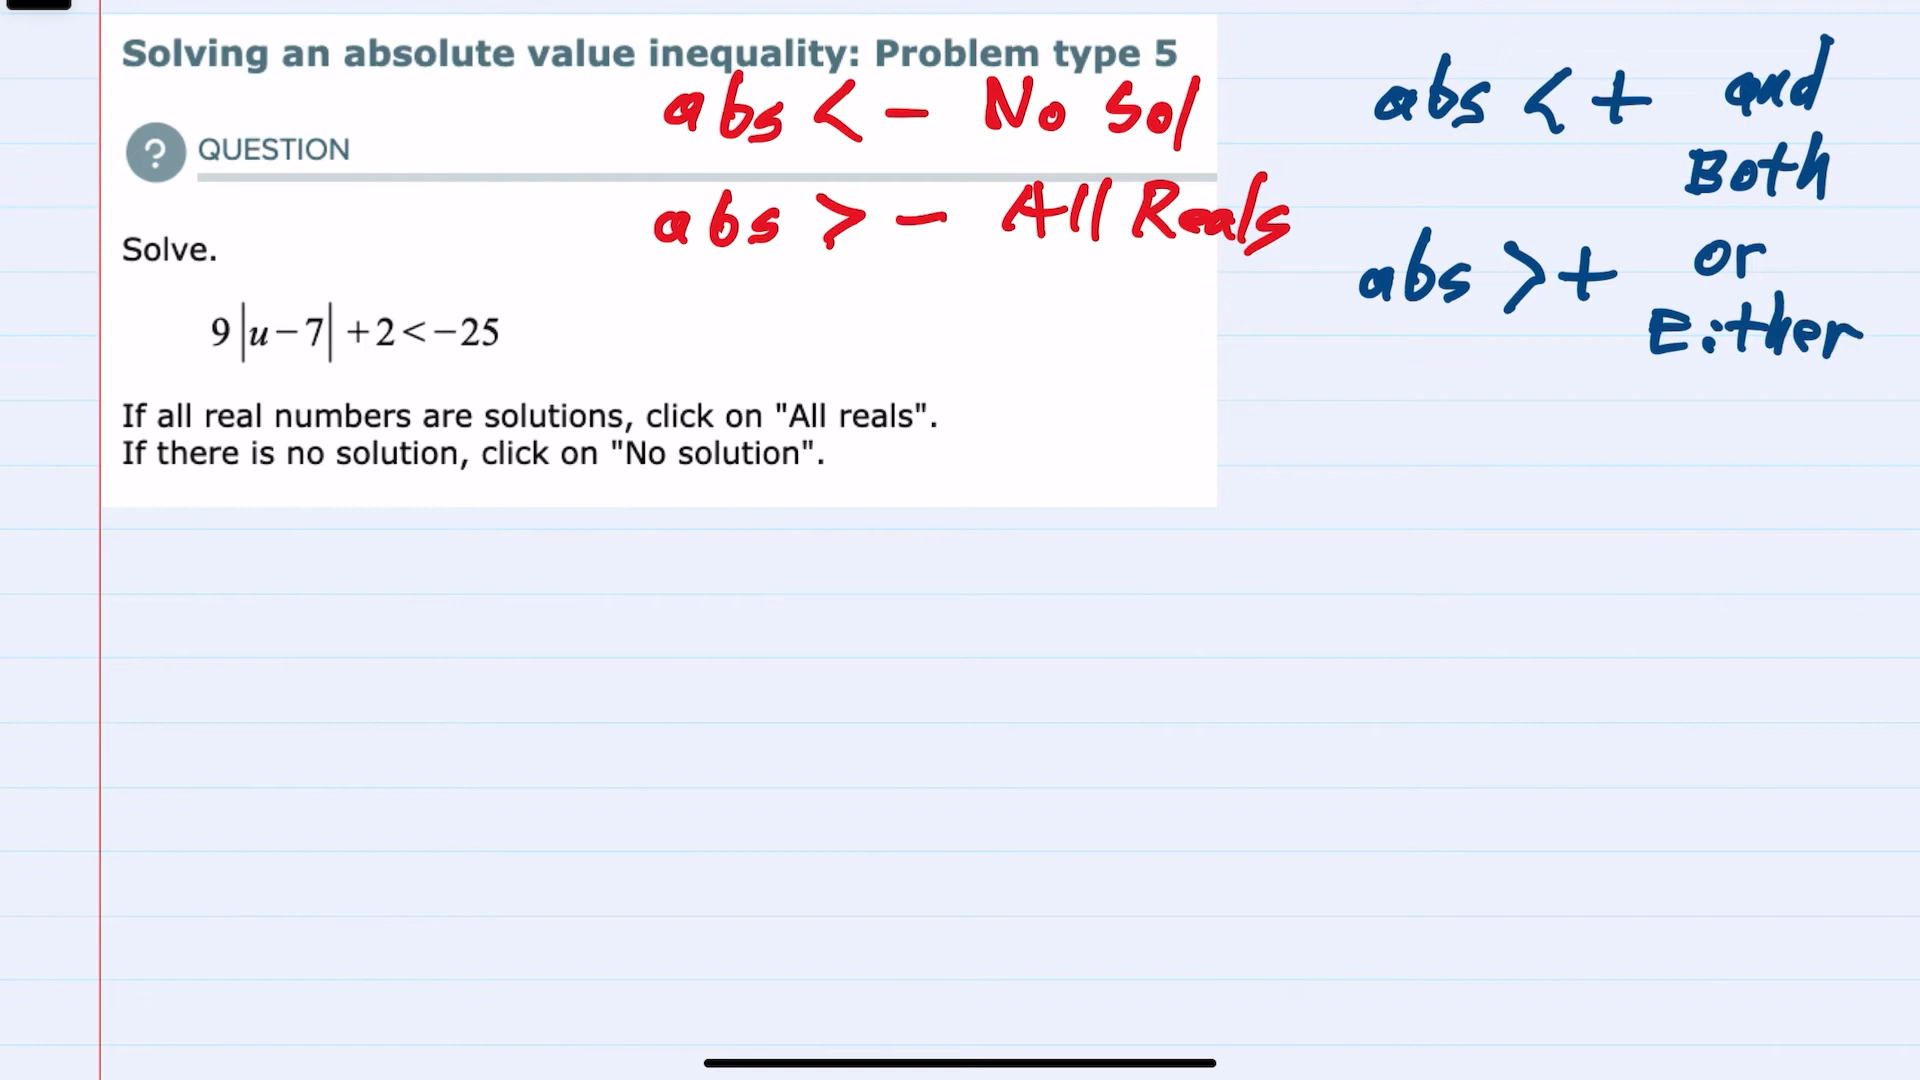 Solving an absolute value inequality: Problem type 5
abs < - No Sol
? QUESTION
abs > - All Reals
Solve.
9|u-7|+2<-25
If all real numbers are solutions, click on "All reals".
If there is no solution, click on "No solution".
abs < + and
Both
abs > + or
Either